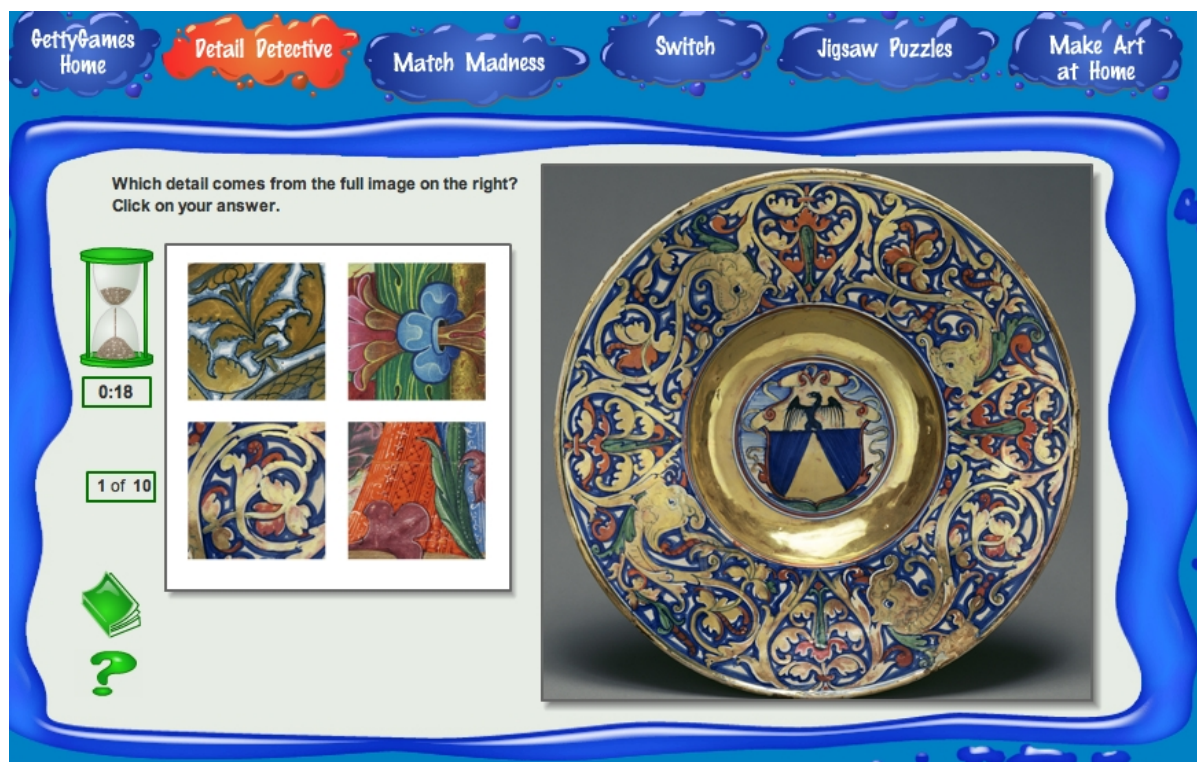 GettyGames
Home
Detail Detective
Match Madness
Switch
Jigsaw Puzzles
Make Art
at Home
Which detail comes from the full image on the right?
Click on your answer.
0:18
1 of 10